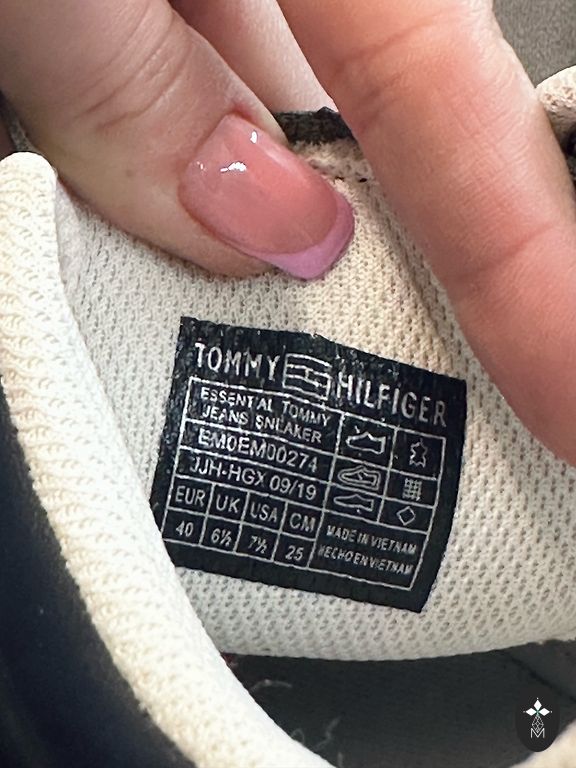 TOMMY HILFIGER
ESSENTIAL TOMMY
JEANS SNEAKER
EM0EM00274
JJH-HGX 09/19
EUR UK USA CM
40 6½ 7½ 25
MADE IN VIETNAM
HECHO EN VIETNAM
M